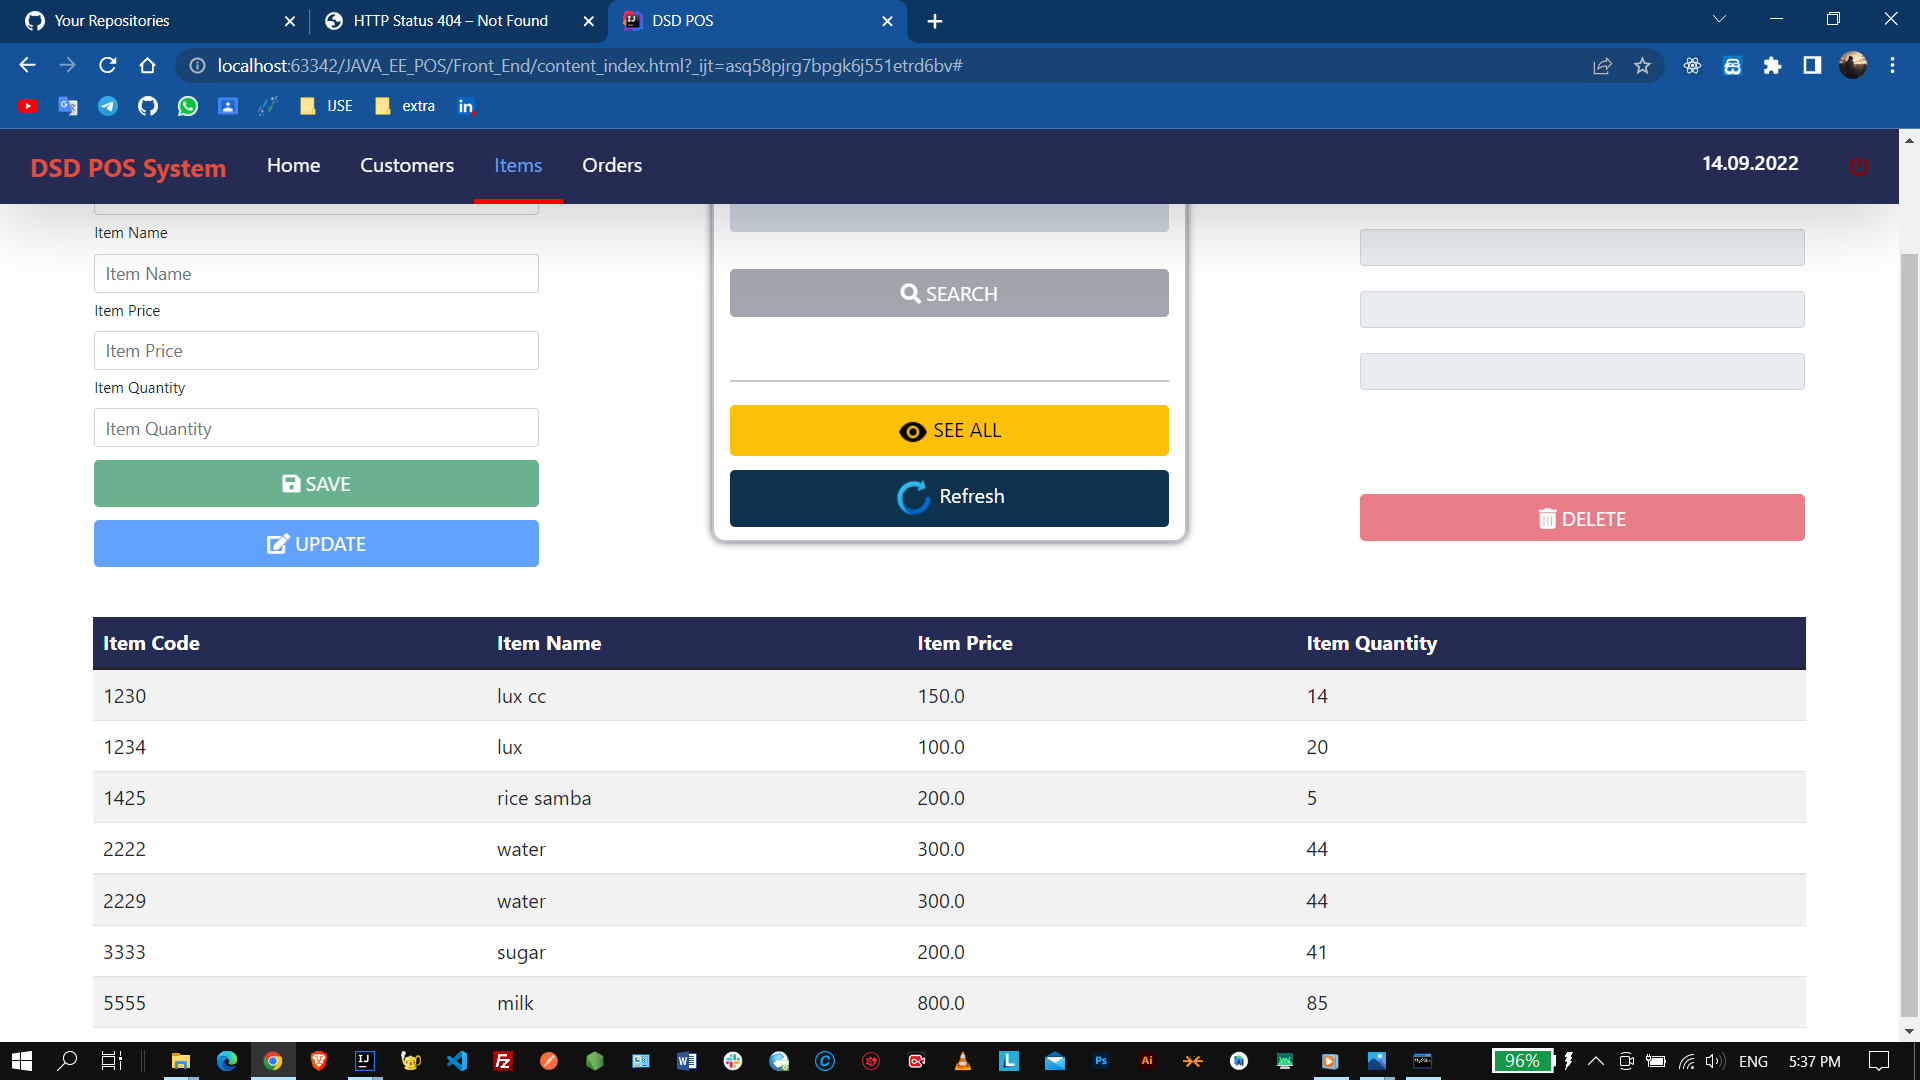 Your Repositories
HTTP Status 404 – Not Found
DSD POS
localhost:63342/JAVA_EE_POS/Front_End/content_index.html?_ijt=asq58pjrg7bpgk6j551etrd6bv#
IJSE
extra
DSD POS System
Home
Customers
Items
Orders
14.09.2022
Item Name
Item Name
Item Price
Item Price
Item Quantity
Item Quantity
SAVE
UPDATE
SEARCH
SEE ALL
Refresh
DELETE
Item Code Item Name Item Price Item Quantity
1230 lux cc 150.0 14
1234 lux 100.0 20
1425 rice samba 200.0 5
2222 water 300.0 44
2229 water 300.0 44
3333 sugar 200.0 41
5555 milk 800.0 85
96%
ENG
5:37 PM